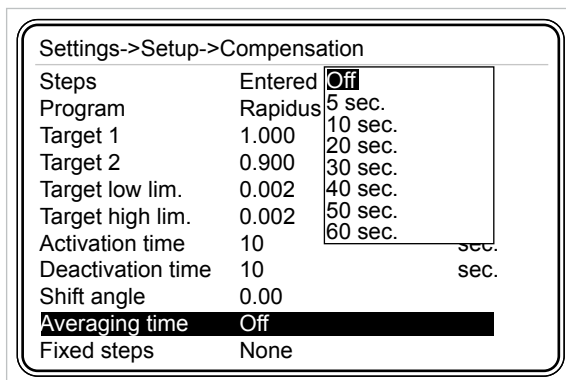 Settings->Setup->Compensation
Steps Entered Off
Program Rapidus 5 sec.
Target 1 1.000 10 sec.
Target 2 0.900 20 sec.
Target low lim. 0.002 30 sec.
Target high lim. 0.002 40 sec.
50 sec.
60 sec.
Activation time 10 sec.
Deactivation time 10 sec.
Shift angle 0.00
Averaging time Off
Fixed steps None